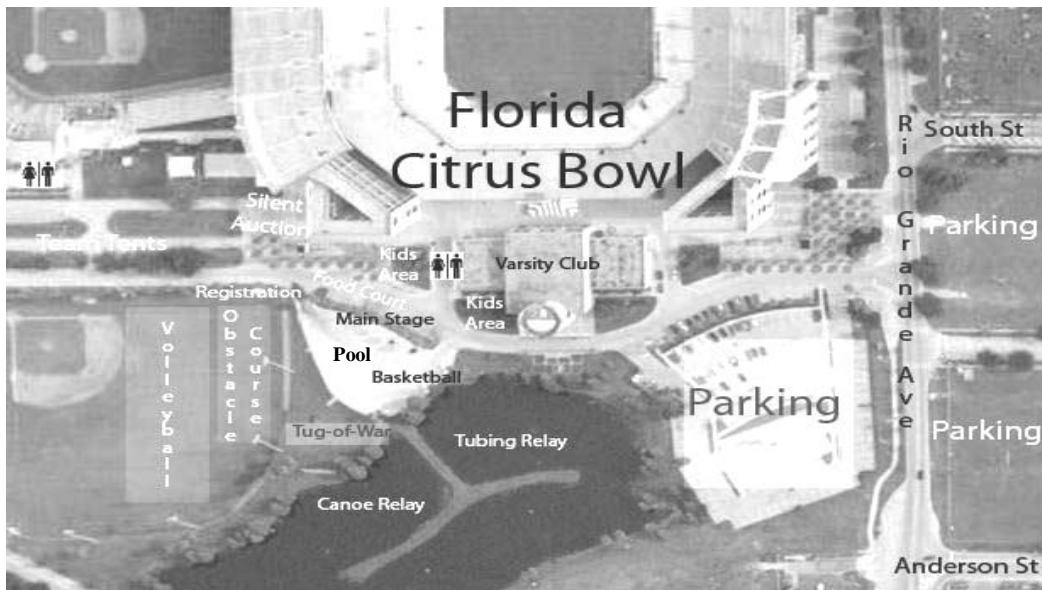 Florida
Citrus Bowl
South St
Rio Grande Ave
Silent
Auction
Parking
Team Tents
Kids
Area
Varsity Club
Food Court
Registration
Kids
Area
Main Stage
Volleyball
Obstacle
Course
Pool
Basketball
Parking
Parking
Tug-of-War
Tubing Relay
Canoe Relay
Anderson St